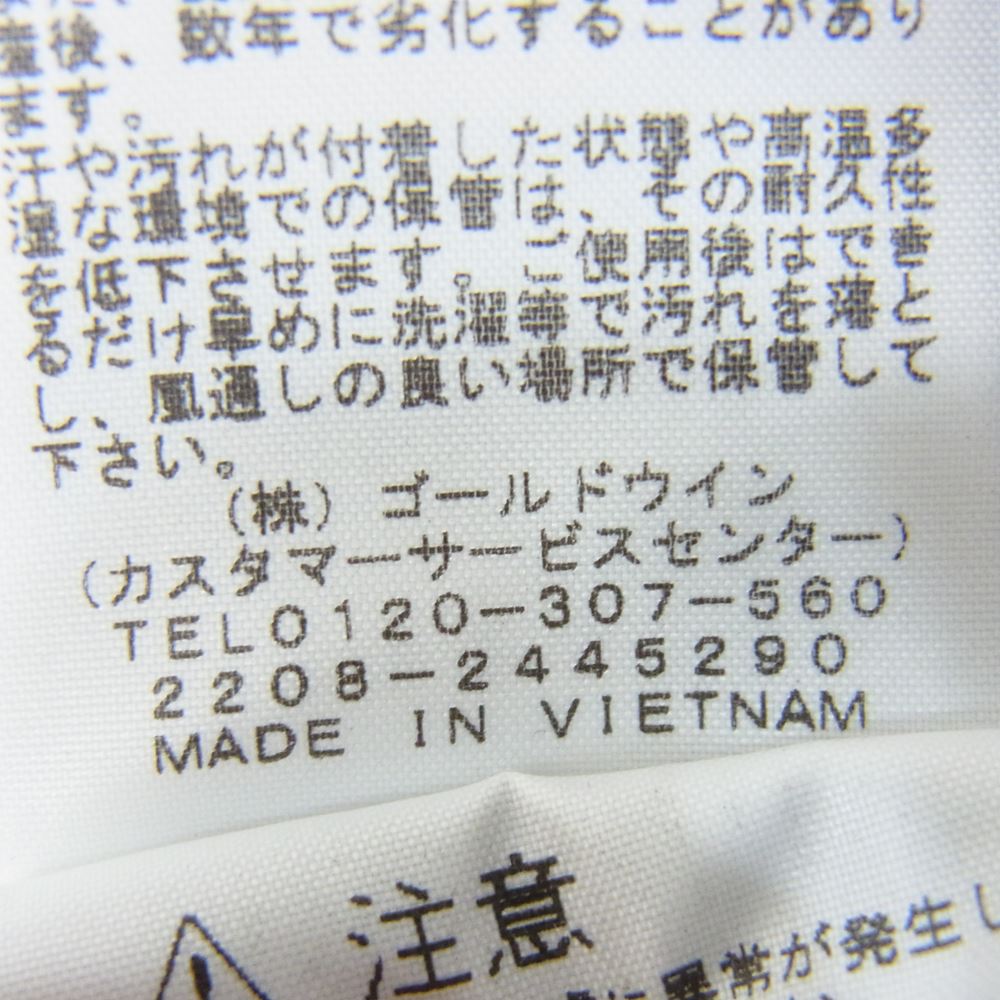 後、数年で劣化することがあり
ます。
汗や汚れが付着した状態や高温多
湿な環境での保管は、その耐久性
を低下させます。ご使用後はでき
るだけ早めに洗濯等で汚れを落と
し、風通しの良い場所で保管して
下さい。
(株) ゴールドウイン
(カスタマーサービスセンター)
TEL0120-307-560
2208-2445290
MADE IN VIETNAM
注意
に異常が発生し